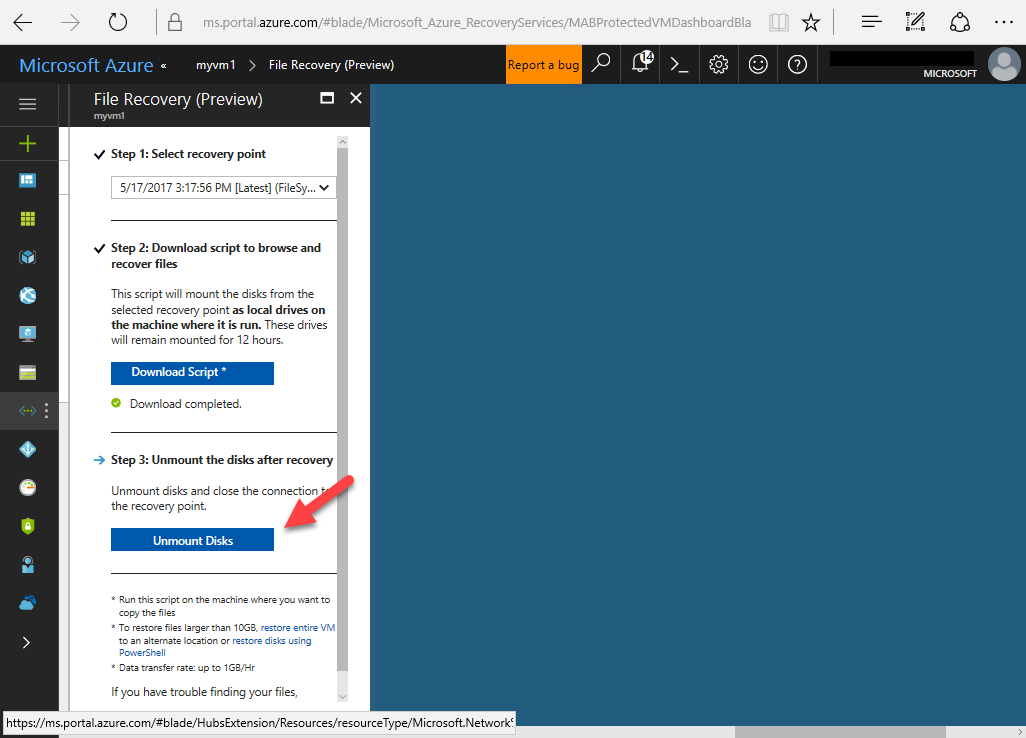 ms.portal.azure.com/#blade/Microsoft_Azure_RecoveryServices/MABProtectedVMDashboardBla
Microsoft Azure «
myvm1 > File Recovery (Preview)
Report a bug
14
MICROSOFT
File Recovery (Preview)
myvm1
Step 1: Select recovery point
5/17/2017 3:17:56 PM [Latest] (FileSy...
Step 2: Download script to browse and
recover files
This script will mount the disks from the
selected recovery point as local drives on
the machine where it is run. These drives
will remain mounted for 12 hours.
Download Script *
Download completed.
Step 3: Unmount the disks after recovery
Unmount disks and close the connection to
the recovery point.
Unmount Disks
* Run this script on the machine where you want to
copy the files
* To restore files larger than 10GB, restore entire VM
to an alternate location or restore disks using
PowerShell
* Data transfer rate: up to 1GB/Hr
If you have trouble finding your files,
https://ms.portal.azure.com/#blade/HubsExtension/Resources/resourceType/Microsoft.Network%